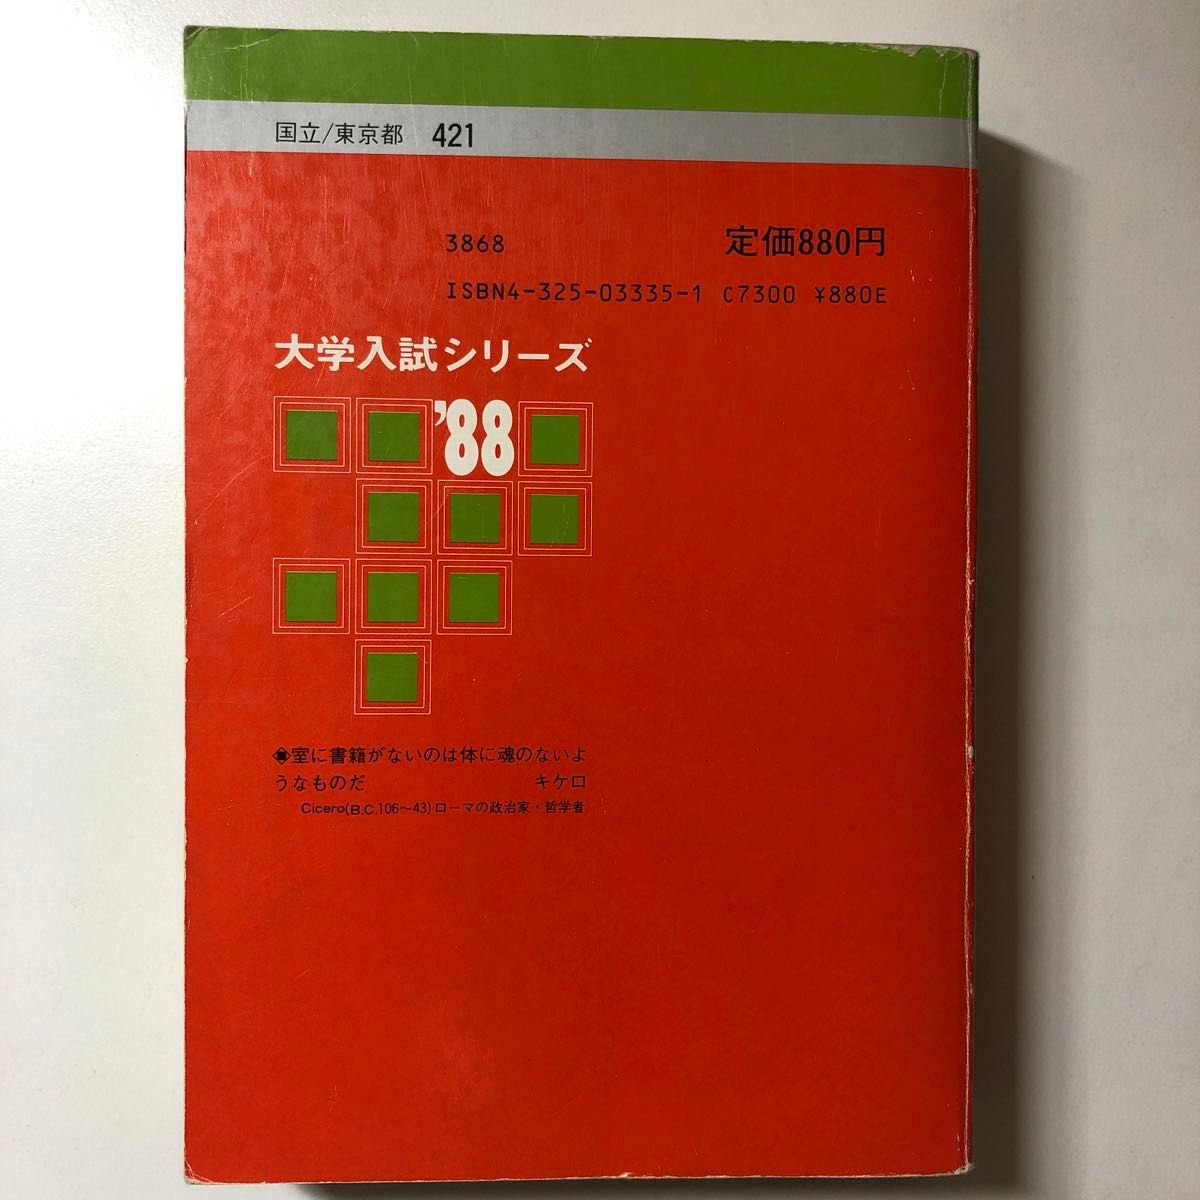 国立/東京都 421
3868 定価880円
ISBN4-325-03335-1 C7300 ¥880E
大学入試シリーズ
'88
室に書籍がないのは体に魂のないよ
うなものだ キケロ
Cicero(B.C.106〜43)ローマの政治家・哲学者